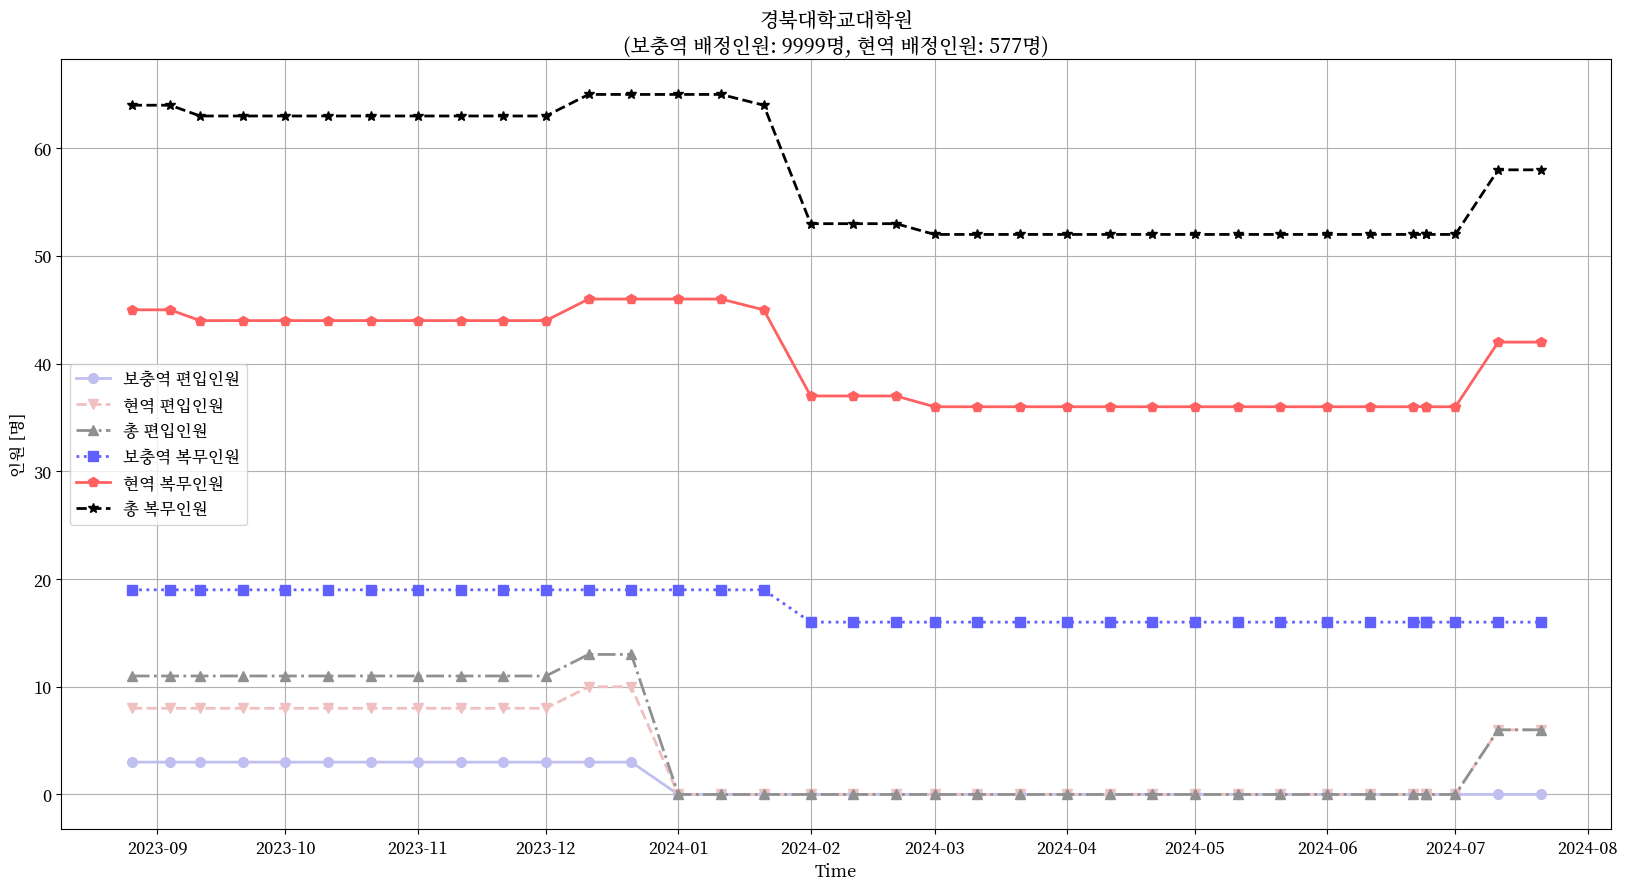 경북대학교대학원
(보충역 배정인원: 9999명, 현역 배정인원: 577명)
60
50
40
30
20
10
0
인원 [명]
보충역 편입인원
현역 편입인원
총 편입인원
보충역 복무인원
현역 복무인원
총 복무인원
2023-09 2023-10 2023-11 2023-12 2024-01 2024-02 2024-03 2024-04 2024-05 2024-06 2024-07 2024-08
Time